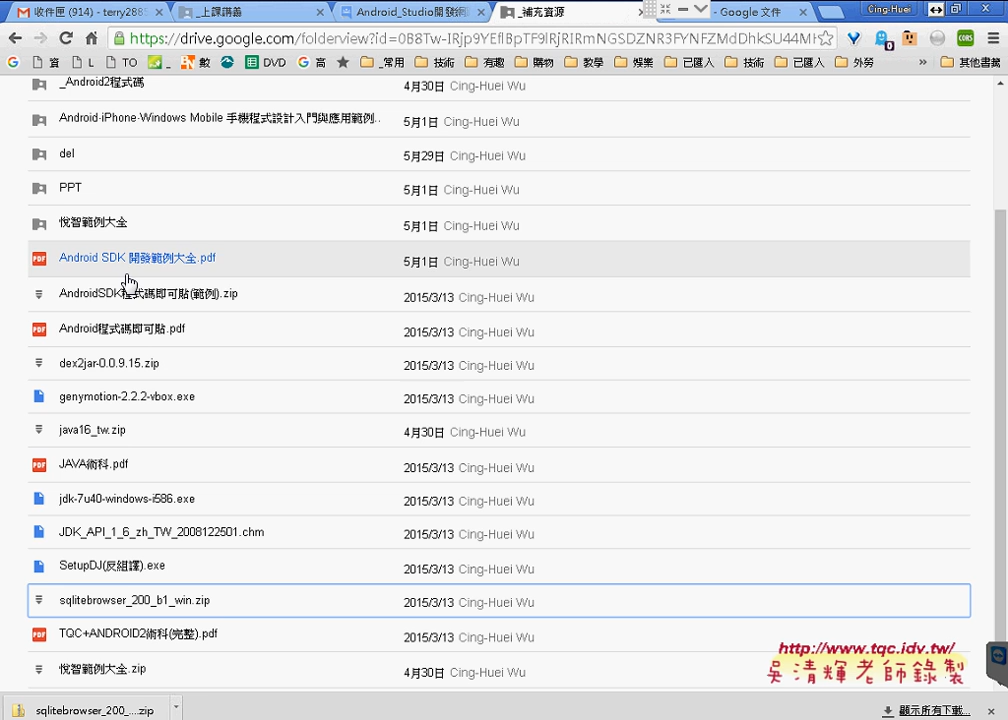 收件匣 (914) - terry288
_上課講義
Android_Studio開發網
_補充資源
- Google 文件
Cing-Huei
https://drive.google.com/folderview?id=0B8Tw-IRjp9YEflBpTF9IRjRIRmNGSDZNR3FYNFZMdDhkSU44M
CORS
資 L TO 數 DVD 高 _常用 技術 有趣 購物 教學 娛樂 已匯入 技術 已匯入 外勞 » 其他書籤
_Android2程式碼 4月30日 Cing-Huei Wu
Android·iPhone·Windows Mobile 手機程式設計入門與應用範例.. 5月1日 Cing-Huei Wu
del 5月29日 Cing-Huei Wu
PPT 5月1日 Cing-Huei Wu
悅智範例大全 5月1日 Cing-Huei Wu
Android SDK 開發範例大全.pdf 5月1日 Cing-Huei Wu
AndroidSDK程式碼即可貼(範例).zip 2015/3/13 Cing-Huei Wu
Android程式碼即可貼.pdf 2015/3/13 Cing-Huei Wu
dex2jar-0.0.9.15.zip 2015/3/13 Cing-Huei Wu
genymotion-2.2.2-vbox.exe 2015/3/13 Cing-Huei Wu
java16_tw.zip 4月30日 Cing-Huei Wu
JAVA術科.pdf 2015/3/13 Cing-Huei Wu
jdk-7u40-windows-i586.exe 2015/3/13 Cing-Huei Wu
JDK_API_1_6_zh_TW_2008122501.chm 2015/3/13 Cing-Huei Wu
SetupDJ(反組譯).exe 2015/3/13 Cing-Huei Wu
sqlitebrowser_200_b1_win.zip 2015/3/13 Cing-Huei Wu
TQC+ANDROID2術科(完整).pdf 2015/3/13 Cing-Huei Wu
悅智範例大全.zip 4月30日 Cing-Huei Wu
http://www.tqc.idv.tw/
吳清輝老師錄製
sqlitebrowser_200_...zip
顯示所有下載...